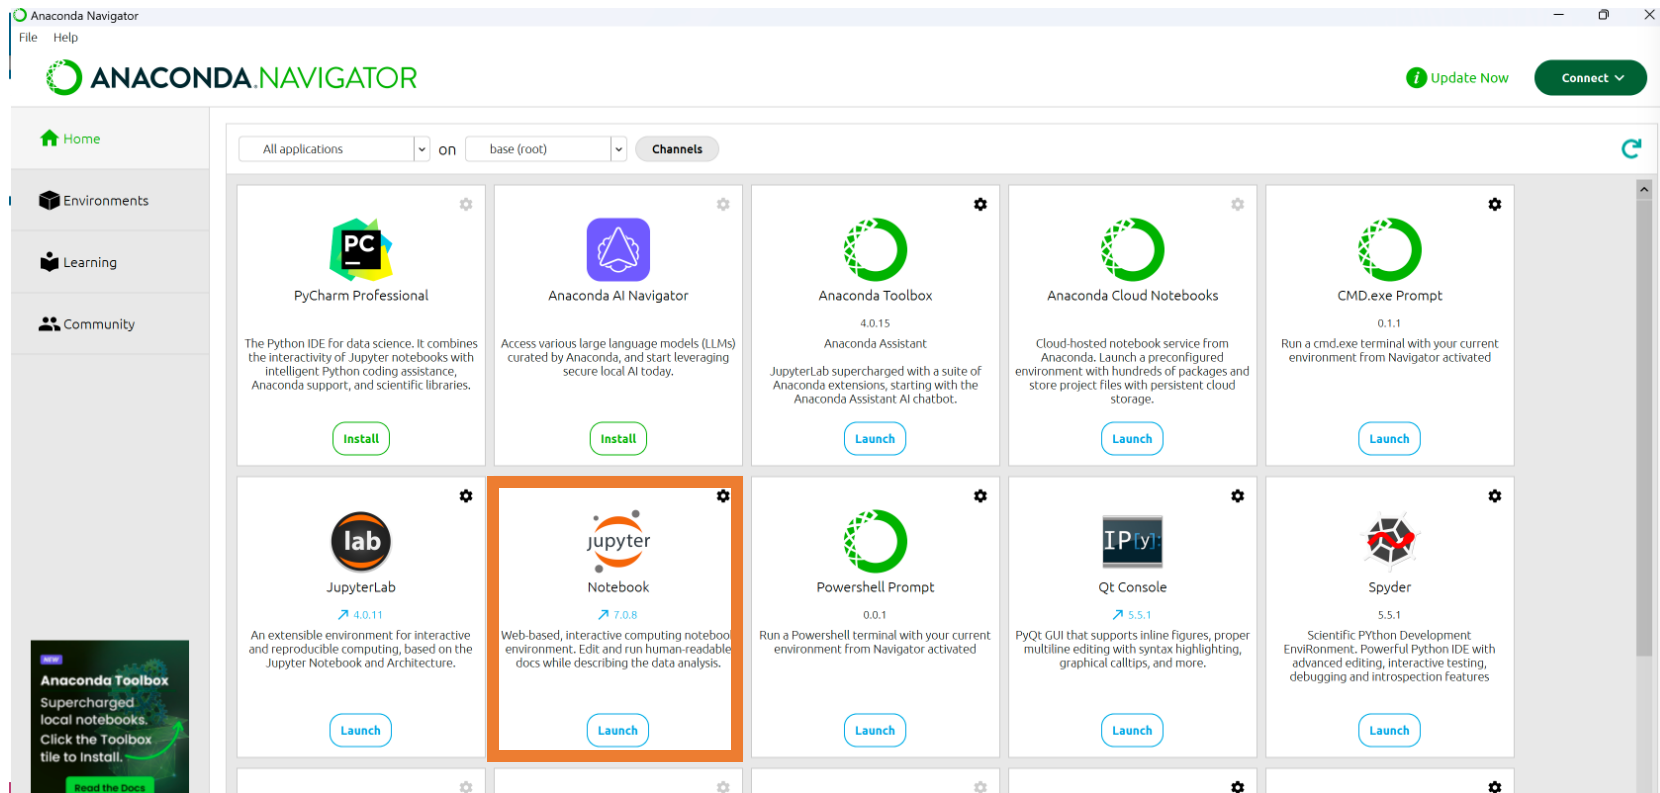 Anaconda Navigator
File Help
ANACONDA.NAVIGATOR
i Update Now
Connect
Home
Environments
Learning
Community
All applications on base (root) Channels
PC
PyCharm Professional
The Python IDE for data science. It combines
the interactivity of Jupyter notebooks with
intelligent Python coding assistance,
Anaconda support, and scientific libraries.
Install
Anaconda AI Navigator
Access various large language models (LLMs)
curated by Anaconda, and start leveraging
secure local AI today.
Install
Anaconda Toolbox
4.0.15
Anaconda Assistant
JupyterLab supercharged with a suite of
Anaconda extensions, starting with the
Anaconda Assistant AI chatbot.
Launch
Anaconda Cloud Notebooks
Cloud-hosted notebook service from
Anaconda. Launch a preconfigured
environment with hundreds of packages and
store project files with persistent cloud
storage.
Launch
CMD.exe Prompt
0.1.1
Run a cmd.exe terminal with your current
environment from Navigator activated
Launch
lab
JupyterLab
4.0.11
An extensible environment for interactive
and reproducible computing, based on the
Jupyter Notebook and Architecture.
Launch
jupyter
Notebook
7.0.8
Web-based, interactive computing notebook
environment. Edit and run human-readable
docs while describing the data analysis.
Launch
Powershell Prompt
0.0.1
Run a Powershell terminal with your current
environment from Navigator activated
Launch
IP[y]:
Qt Console
5.5.1
PyQt GUI that supports inline figures, proper
multiline editing with syntax highlighting,
graphical calltips, and more.
Launch
Spyder
5.5.1
Scientific PYthon Development
EnviRonment. Powerful Python IDE with
advanced editing, interactive testing,
debugging and introspection features
Launch
NEW
Anaconda Toolbox
Supercharged
local notebooks.
Click the Toolbox
tile to Install.
Read the Docs